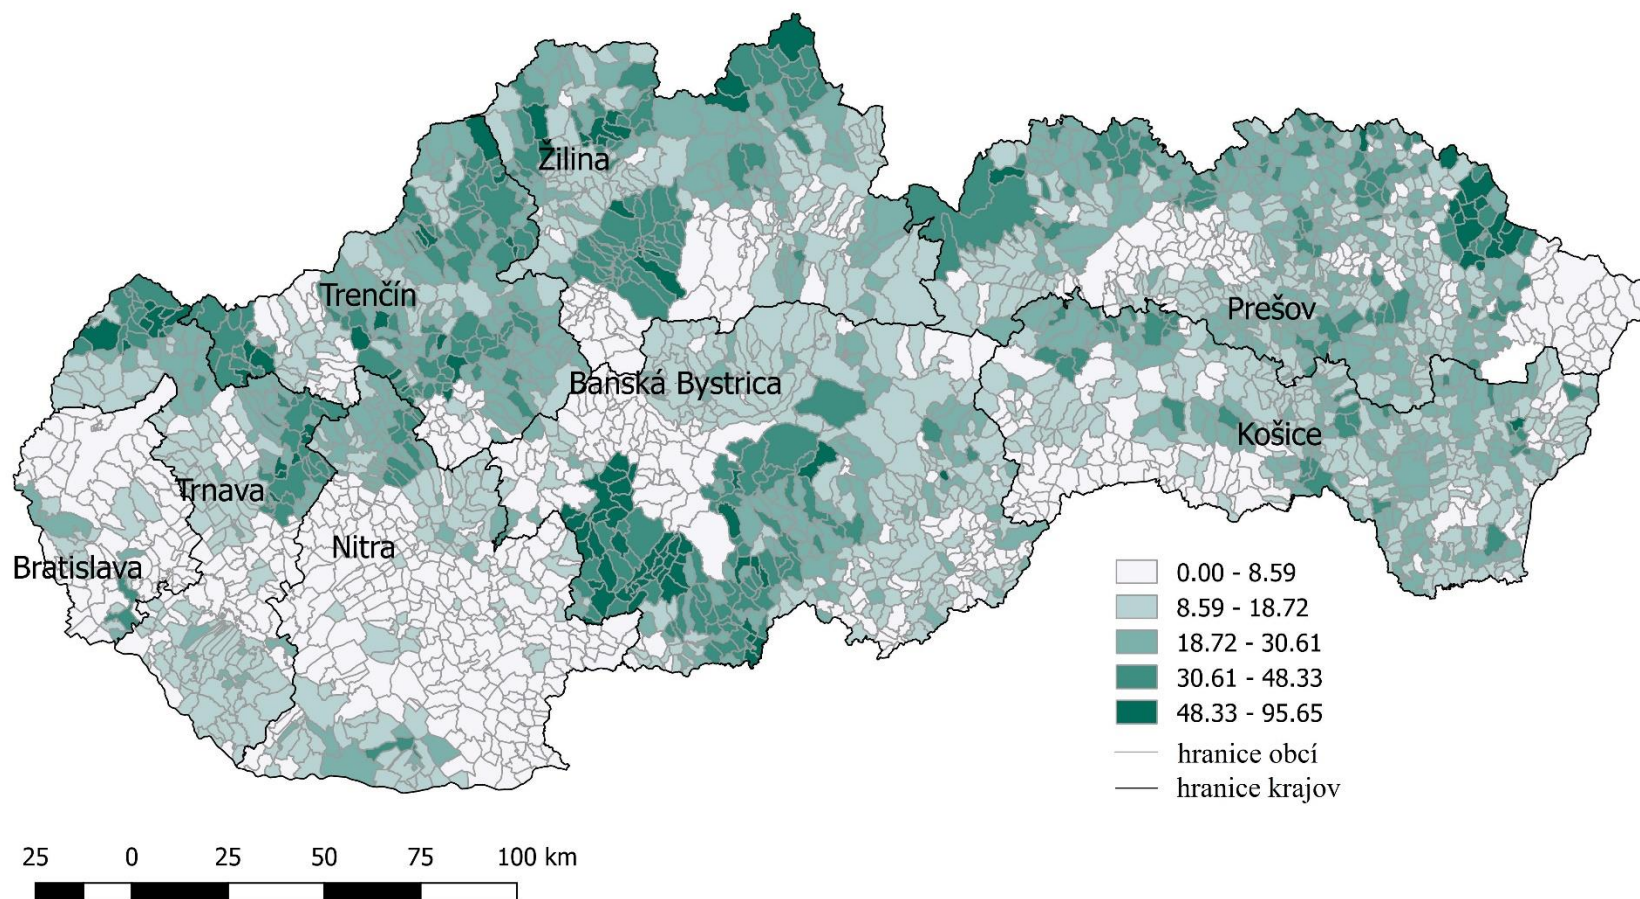 Žilina
Trenčín
Prešov
Banská Bystrica
Košice
Trnava
Nitra
Bratislava
0.00 - 8.59
8.59 - 18.72
18.72 - 30.61
30.61 - 48.33
48.33 - 95.65
hranice obcí
hranice krajov
25 0 25 50 75 100 km